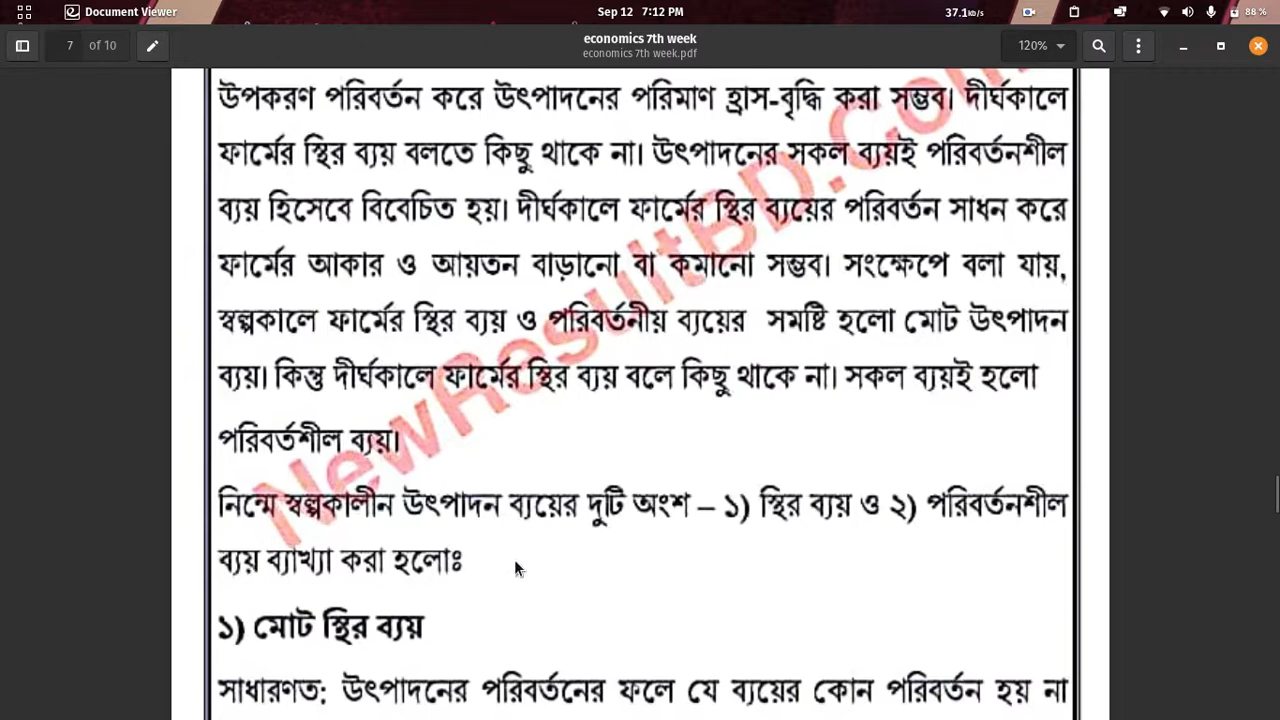 Document Viewer
Sep 12 7:12 PM
37.1kb/s
88 %
7 of 10
economics 7th week
economics 7th week.pdf
120%
উপকরণ পরিবর্তন করে উৎপাদনের পরিমাণ হ্রাস-বৃদ্ধি করা সম্ভব। দীর্ঘকালে
ফার্মের স্থির ব্যয় বলতে কিছু থাকে না। উৎপাদনের সকল ব্যয়ই পরিবর্তনশীল
ব্যয় হিসেবে বিবেচিত হয়। দীর্ঘকালে ফার্মের স্থির ব্যয়ের পরিবর্তন সাধন করে
ফার্মের আকার ও আয়তন বাড়ানো বা কমানো সম্ভব। সংক্ষেপে বলা যায়,
স্বল্পকালে ফার্মের স্থির ব্যয় ও পরিবর্তনীয় ব্যয়ের সমষ্টি হলো মোট উৎপাদন
ব্যয়। কিন্তু দীর্ঘকালে ফার্মের স্থির ব্যয় বলে কিছু থাকে না। সকল ব্যয়ই হলো
পরিবর্তশীল ব্যয়।
নিন্মে স্বল্পকালীন উৎপাদন ব্যয়ের দুটি অংশ – ১) স্থির ব্যয় ও ২) পরিবর্তনশীল
ব্যয় ব্যাখ্যা করা হলোঃ
১) মোট স্থির ব্যয়
সাধারণত: উৎপাদনের পরিবর্তনের ফলে যে ব্যয়ের কোন পরিবর্তন হয় না
NewResultBD.Com